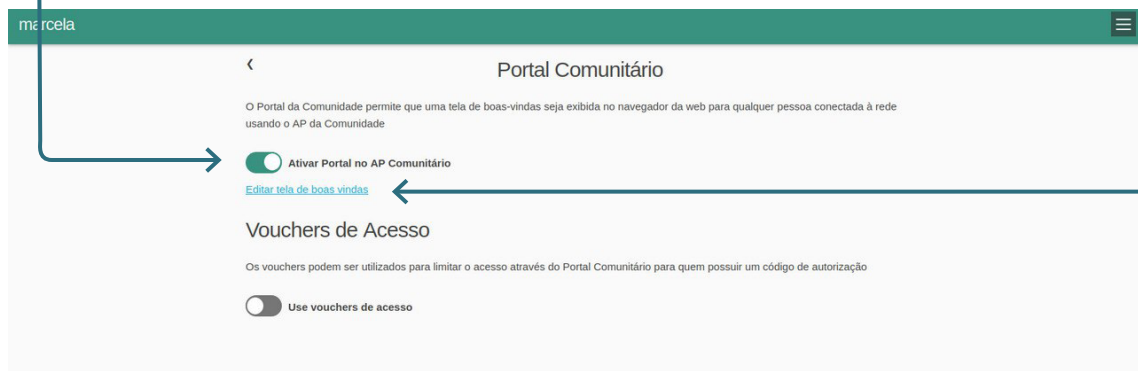 marcela
Portal Comunitário
O Portal da Comunidade permite que uma tela de boas-vindas seja exibida no navegador da web para qualquer pessoa conectada à rede
usando o AP da Comunidade
Ativar Portal no AP Comunitário
Editar tela de boas vindas
Vouchers de Acesso
Os vouchers podem ser utilizados para limitar o acesso através do Portal Comunitário para quem possuir um código de autorização
Use vouchers de acesso